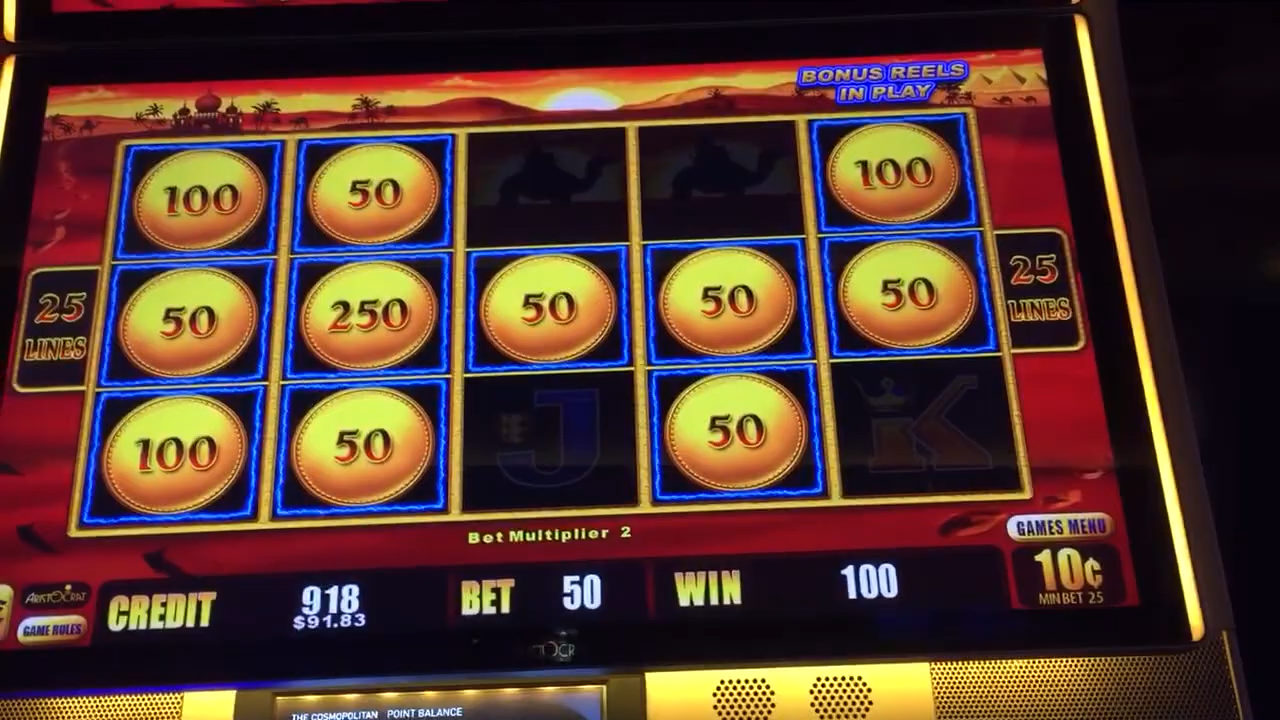 BONUS REELS
IN PLAY
100 50 100
50 250 50 50 50
100 50 J 50 K
25
LINES
25
LINES
Bet Multiplier 2
GAMES MENU
ARISTOCRAT
GAME RULES
CREDIT 918
$91.83
BET 50
WIN 100
10¢
MIN BET 25
THE COSMOPOLITAN POINT BALANCE